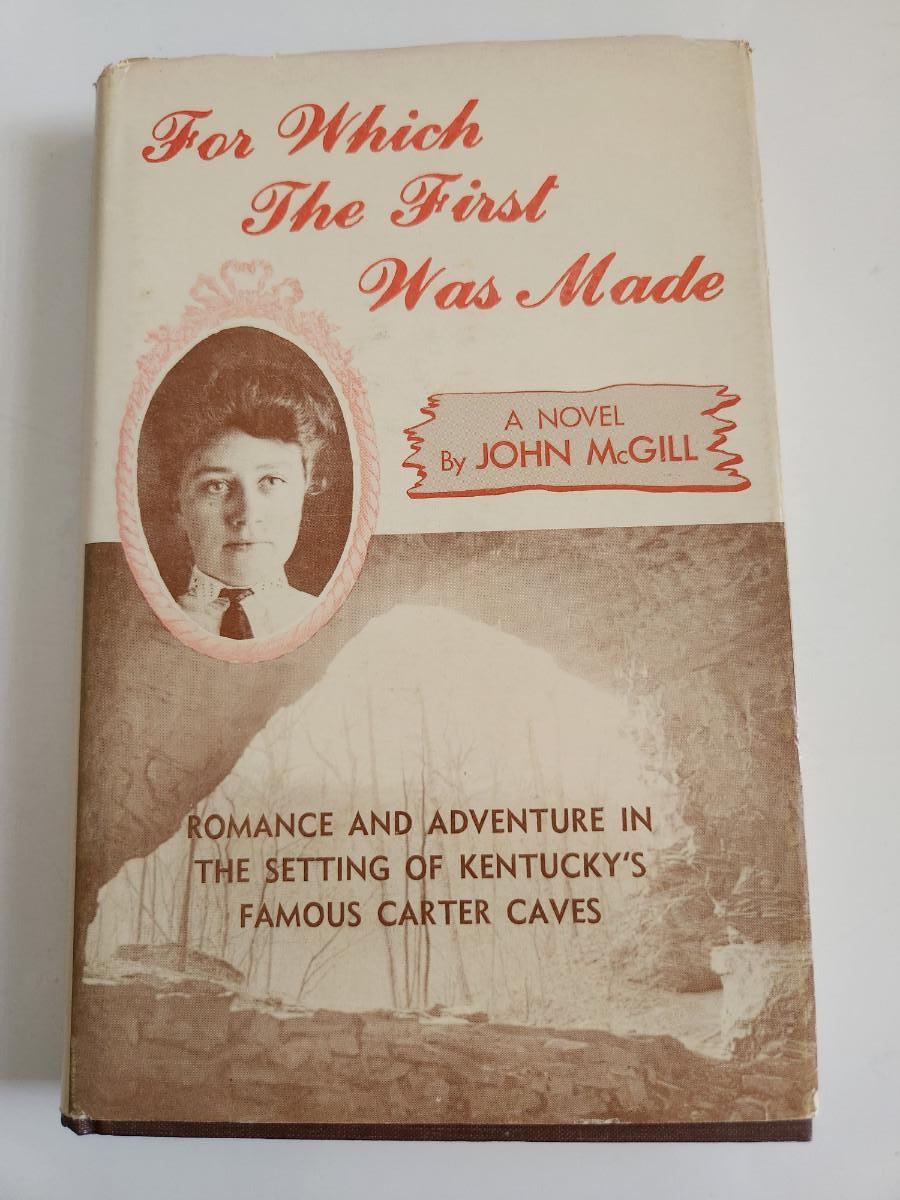 For Which
The First
Was Made
A NOVEL
By JOHN McGILL
ROMANCE AND ADVENTURE IN
THE SETTING OF KENTUCKY'S
FAMOUS CARTER CAVES